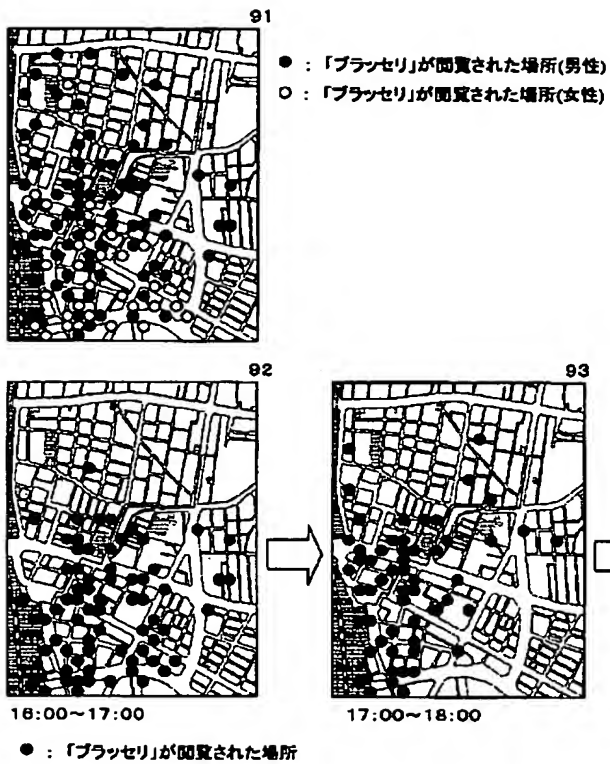 91
● : 「ブラッセリ」が閲覧された場所(男性)
○ : 「ブラッセリ」が閲覧された場所(女性)
92
93
16:00~17:00
17:00~18:00
● : 「ブラッセリ」が閲覧された場所